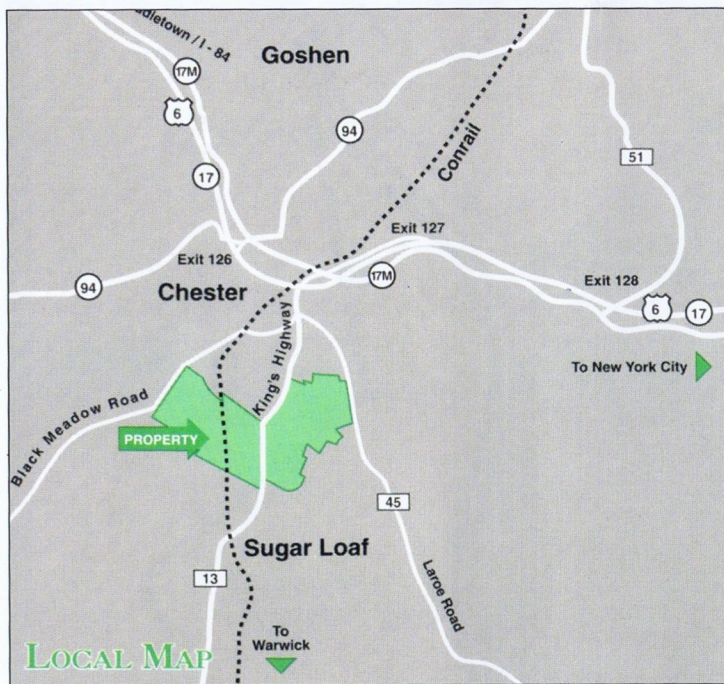 ddletown / I - 84
Goshen
17M
6
94
Conrail
51
17
Exit 127
Exit 126
94
Chester
17M
Exit 128
6
17
King's Highway
To New York City
Black Meadow Road
PROPERTY
45
Sugar Loaf
13
Laroe Road
To
Warwick
LOCAL MAP